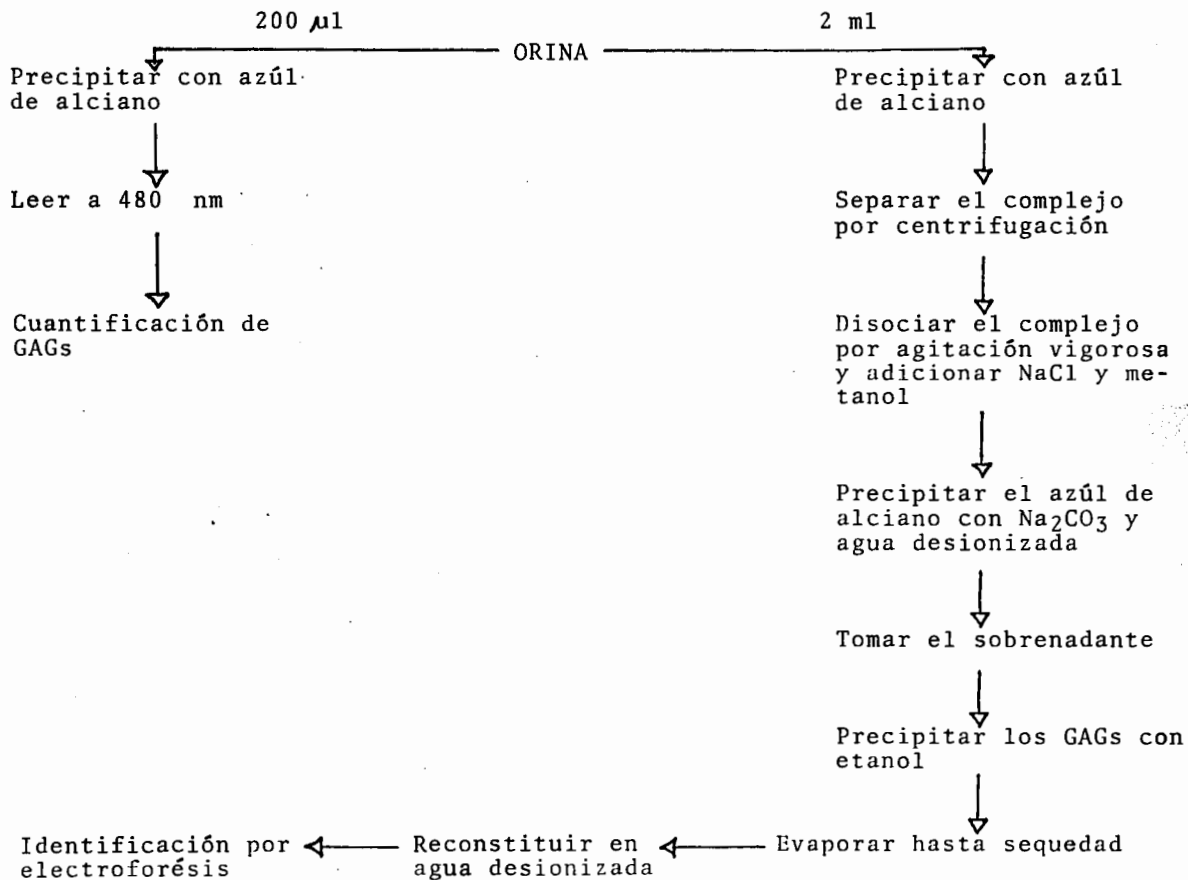 200 µl
2 ml
ORINA
Precipitar con azúl
de alciano
Leer a 480 nm
Cuantificación de
GAGs
Precipitar con azúl
de alciano
Separar el complejo
por centrifugación
Disociar el complejo
por agitación vigorosa
y adicionar NaCl y me-
tanol
Precipitar el azúl de
alciano con Na2CO3 y
agua desionizada
Tomar el sobrenadante
Precipitar los GAGs con
etanol
Evaporar hasta sequedad
Reconstituir en
agua desionizada
Identificación por
electroforésis